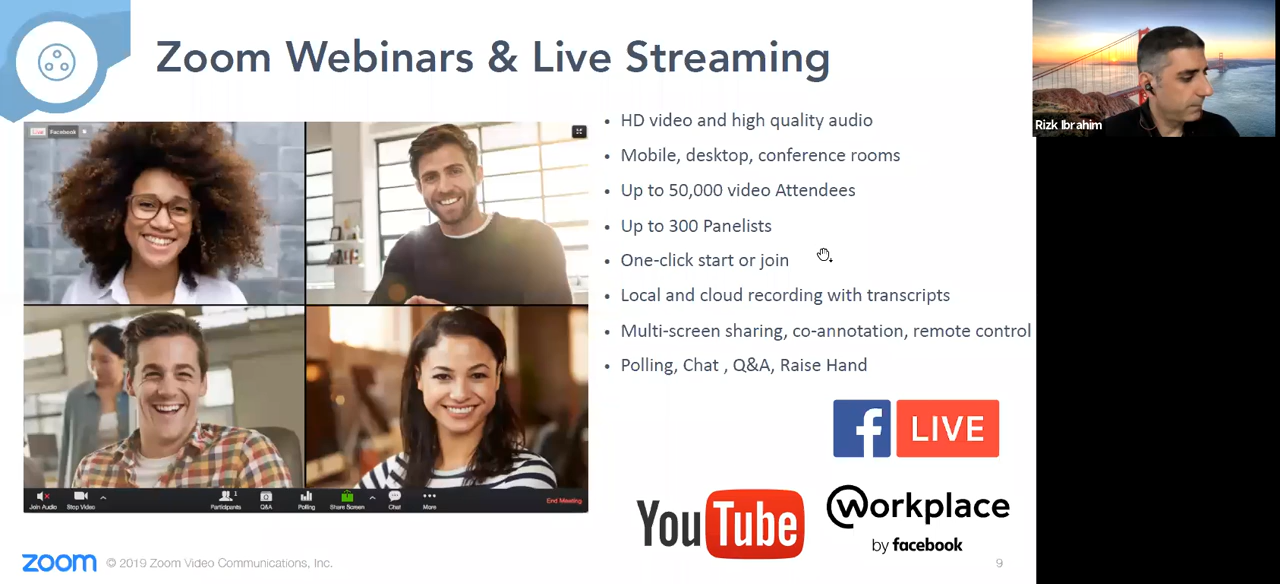 Zoom Webinars & Live Streaming
Rizk Ibrahim
Facebook
• HD video and high quality audio
• Mobile, desktop, conference rooms
• Up to 50,000 video Attendees
• Up to 300 Panelists
• One-click start or join
• Local and cloud recording with transcripts
• Multi-screen sharing, co-annotation, remote control
• Polling, Chat , Q&A, Raise Hand
f LIVE
Join Audio Stop Video Participants 1 Q&A Polling Share Screen Chat More End Meeting
YouTube
Workplace
by facebook
zoom © 2019 Zoom Video Communications, Inc. 9